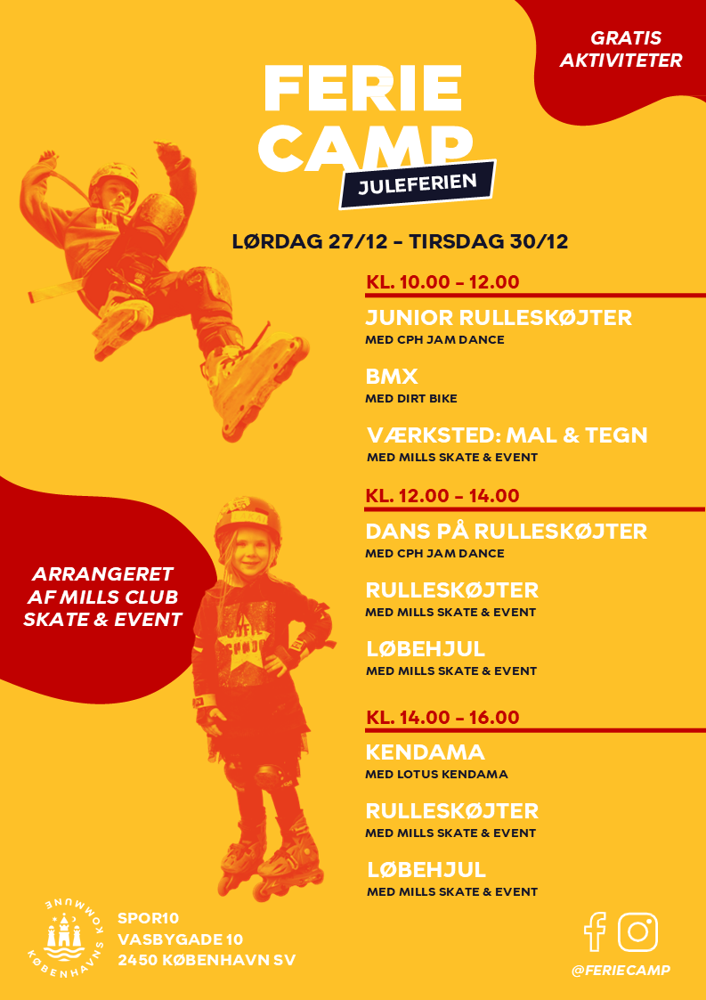 GRATIS
AKTIVITETER
FERIE
CAMP
JULEFERIEN
LØRDAG 27/12 – TIRSDAG 30/12
KL. 10.00 – 12.00
JUNIOR RULLESKØJTER
MED CPH JAM DANCE
BMX
MED DIRT BIKE
VÆRKSTED: MAL & TEGN
MED MILLS SKATE & EVENT
KL. 12.00 – 14.00
DANS PÅ RULLESKØJTER
MED CPH JAM DANCE
RULLESKØJTER
MED MILLS SKATE & EVENT
LØBEHJUL
MED MILLS SKATE & EVENT
KL. 14.00 – 16.00
KENDAMA
MED LOTUS KENDAMA
RULLESKØJTER
MED MILLS SKATE & EVENT
LØBEHJUL
MED MILLS SKATE & EVENT
ARRANGERET
AF MILLS CLUB
SKATE & EVENT
KØBENHAVNS KOMMUNE
SPOR10
VASBYGADE 10
2450 KØBENHAVN SV
@FERIECAMP